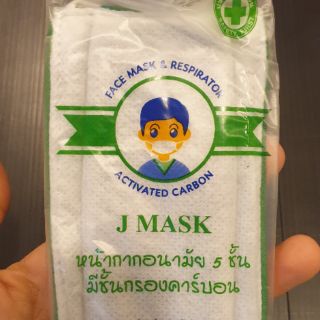 FACE MASK & RESPIRATOR
ACTIVATED CARBON
J MASK
หน้ากากอนามัย 5 ชั้น
มีชั้นกรองคาร์บอน